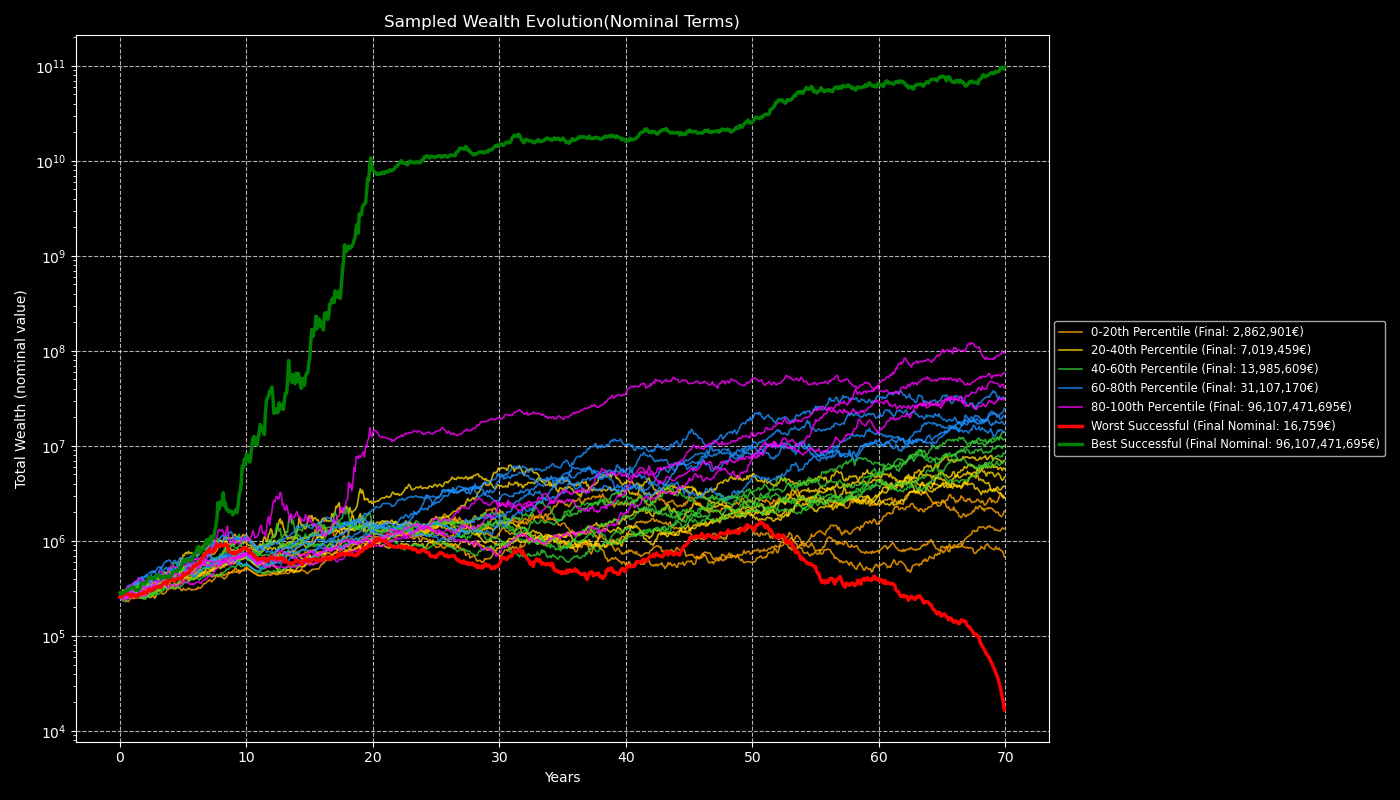 Sampled Wealth Evolution(Nominal Terms)
Total Wealth (nominal value)
10¹¹
10¹⁰
10⁹
10⁸
10⁷
10⁶
10⁵
10⁴
0-20th Percentile (Final: 2,862,901€)
20-40th Percentile (Final: 7,019,459€)
40-60th Percentile (Final: 13,985,609€)
60-80th Percentile (Final: 31,107,170€)
80-100th Percentile (Final: 96,107,471,695€)
Worst Successful (Final Nominal: 16,759€)
Best Successful (Final Nominal: 96,107,471,695€)
0 10 20 30 40 50 60 70
Years